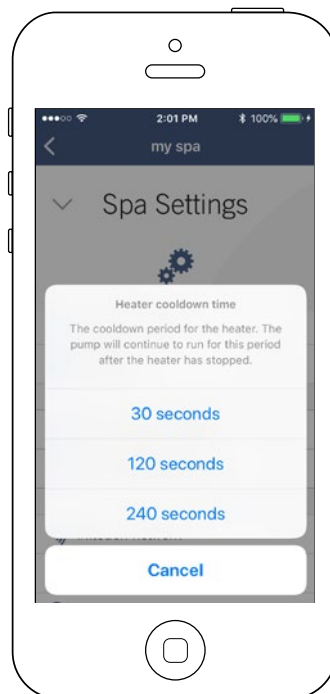 2:01 PM
100%
my spa
Spa Settings
Heater cooldown time
The cooldown period for the heater. The
pump will continue to run for this period
after the heater has stopped.
30 seconds
120 seconds
240 seconds
Cancel